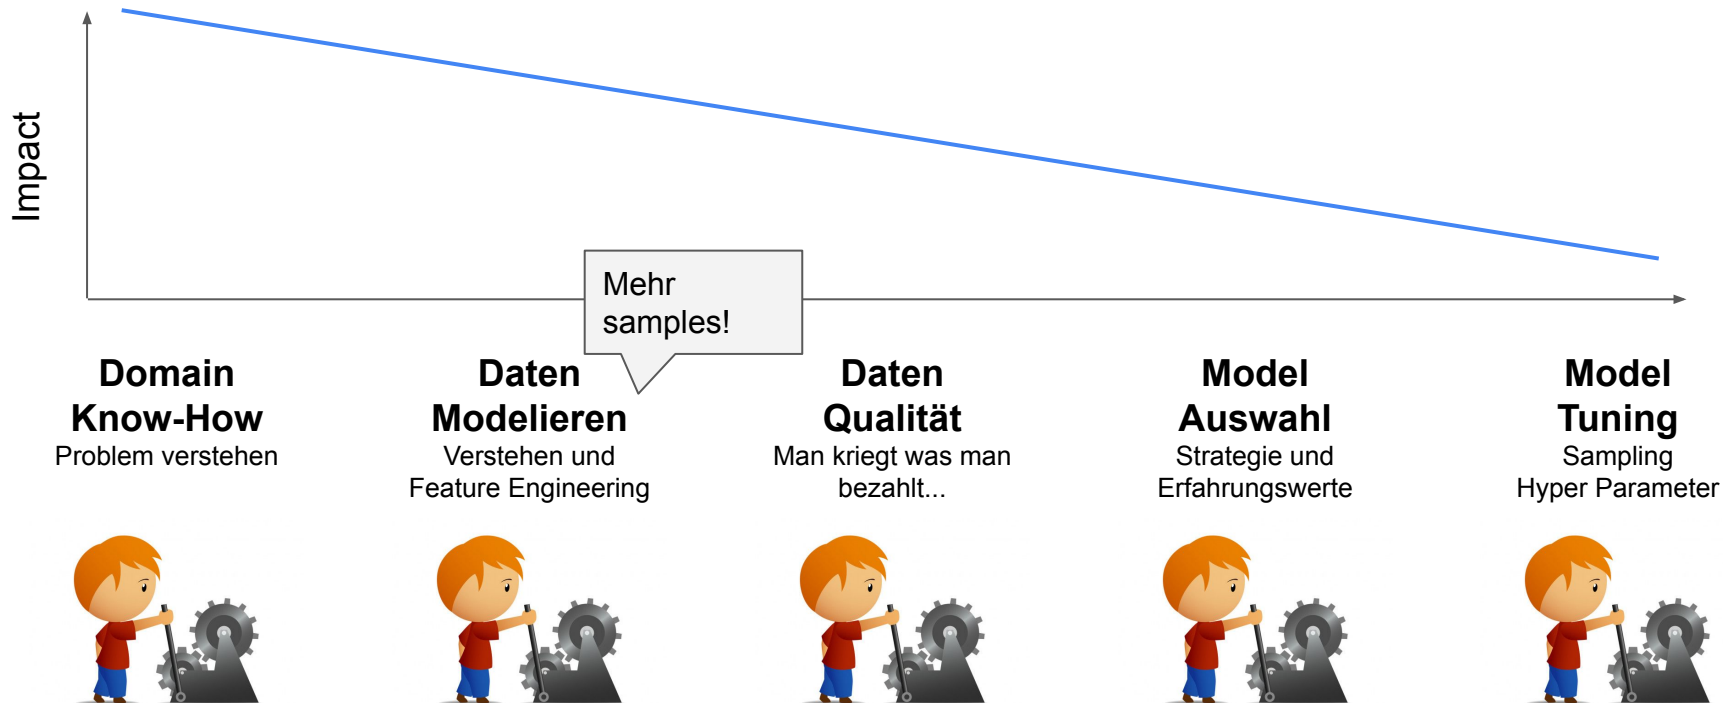 Impact
Mehr
samples!
Domain
Know-How
Problem verstehen
Daten
Modelieren
Verstehen und
Feature Engineering
Daten
Qualität
Man kriegt was man
bezahlt...
Model
Auswahl
Strategie und
Erfahrungswerte
Model
Tuning
Sampling
Hyper Parameter